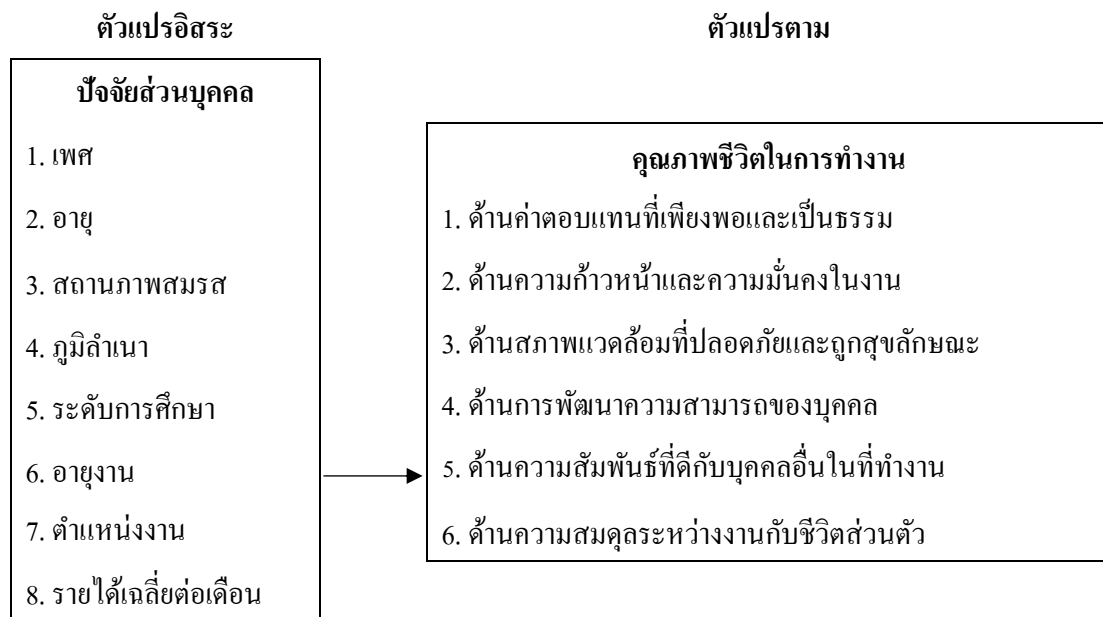 ตัวแปรอิสระ
ตัวแปรตาม
ปัจจัยส่วนบุคคล
1. เพศ
2. อายุ
3. สถานภาพสมรส
4. ภูมิลำเนา
5. ระดับการศึกษา
6. อายุงาน
7. ตำแหน่งงาน
8. รายได้เฉลี่ยต่อเดือน
คุณภาพชีวิตในการทำงาน
1. ด้านค่าตอบแทนที่เพียงพอและเป็นธรรม
2. ด้านความก้าวหน้าและความมั่นคงในงาน
3. ด้านสภาพแวดล้อมที่ปลอดภัยและถูกสุขลักษณะ
4. ด้านการพัฒนาความสามารถของบุคคล
5. ด้านความสัมพันธ์ที่ดีกับบุคคลอื่นในที่ทำงาน
6. ด้านความสมดุลระหว่างงานกับชีวิตส่วนตัว